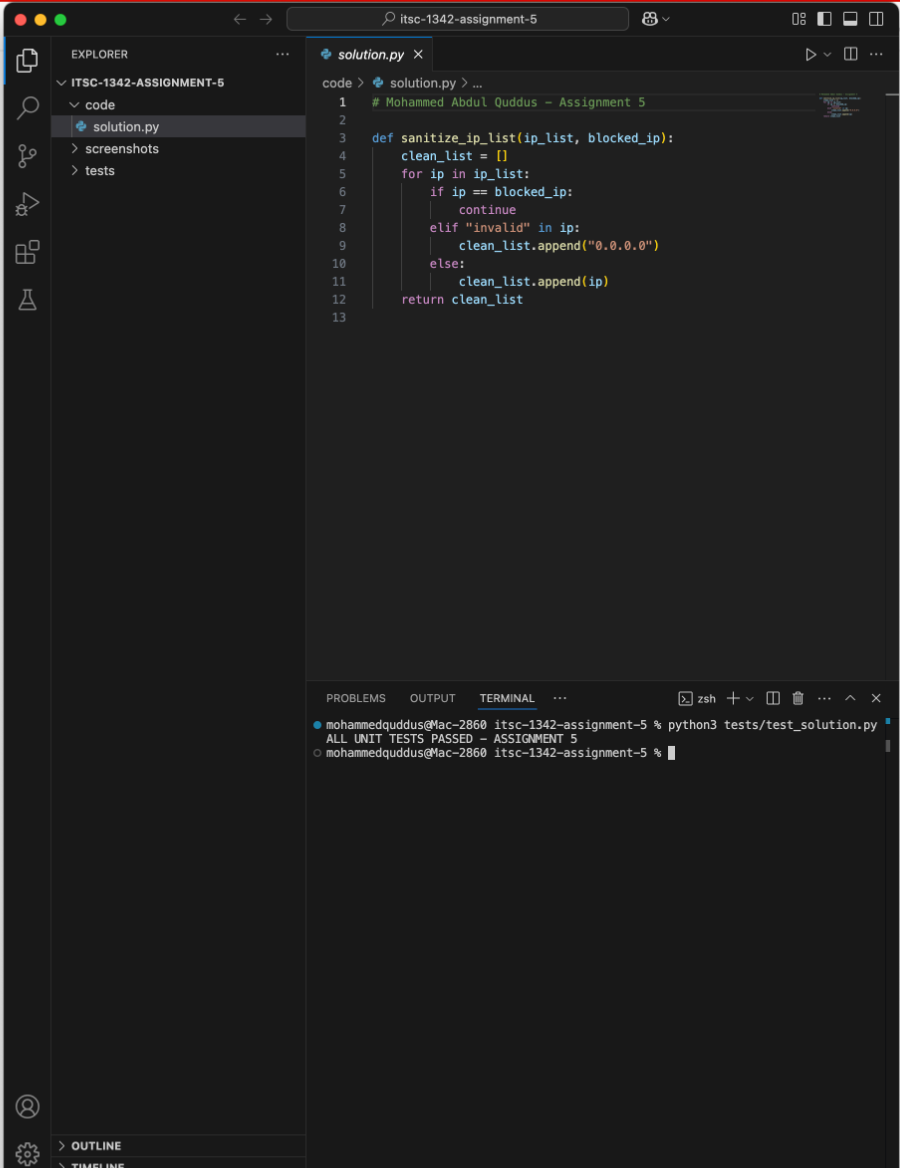 itsc-1342-assignment-5
EXPLORER
ITSC-1342-ASSIGNMENT-5
code
solution.py
screenshots
tests
OUTLINE
TIMELINE
solution.py
code > solution.py > ...
1 # Mohammed Abdul Quddus - Assignment 5
2
3 def sanitize_ip_list(ip_list, blocked_ip):
4     clean_list = []
5     for ip in ip_list:
6         if ip == blocked_ip:
7             continue
8         elif "invalid" in ip:
9             clean_list.append("0.0.0.0")
10         else:
11             clean_list.append(ip)
12     return clean_list
13
PROBLEMS OUTPUT TERMINAL ... zsh
mohammedquddus@Mac-2860 itsc-1342-assignment-5 % python3 tests/test_solution.py
ALL UNIT TESTS PASSED - ASSIGNMENT 5
mohammedquddus@Mac-2860 itsc-1342-assignment-5 %